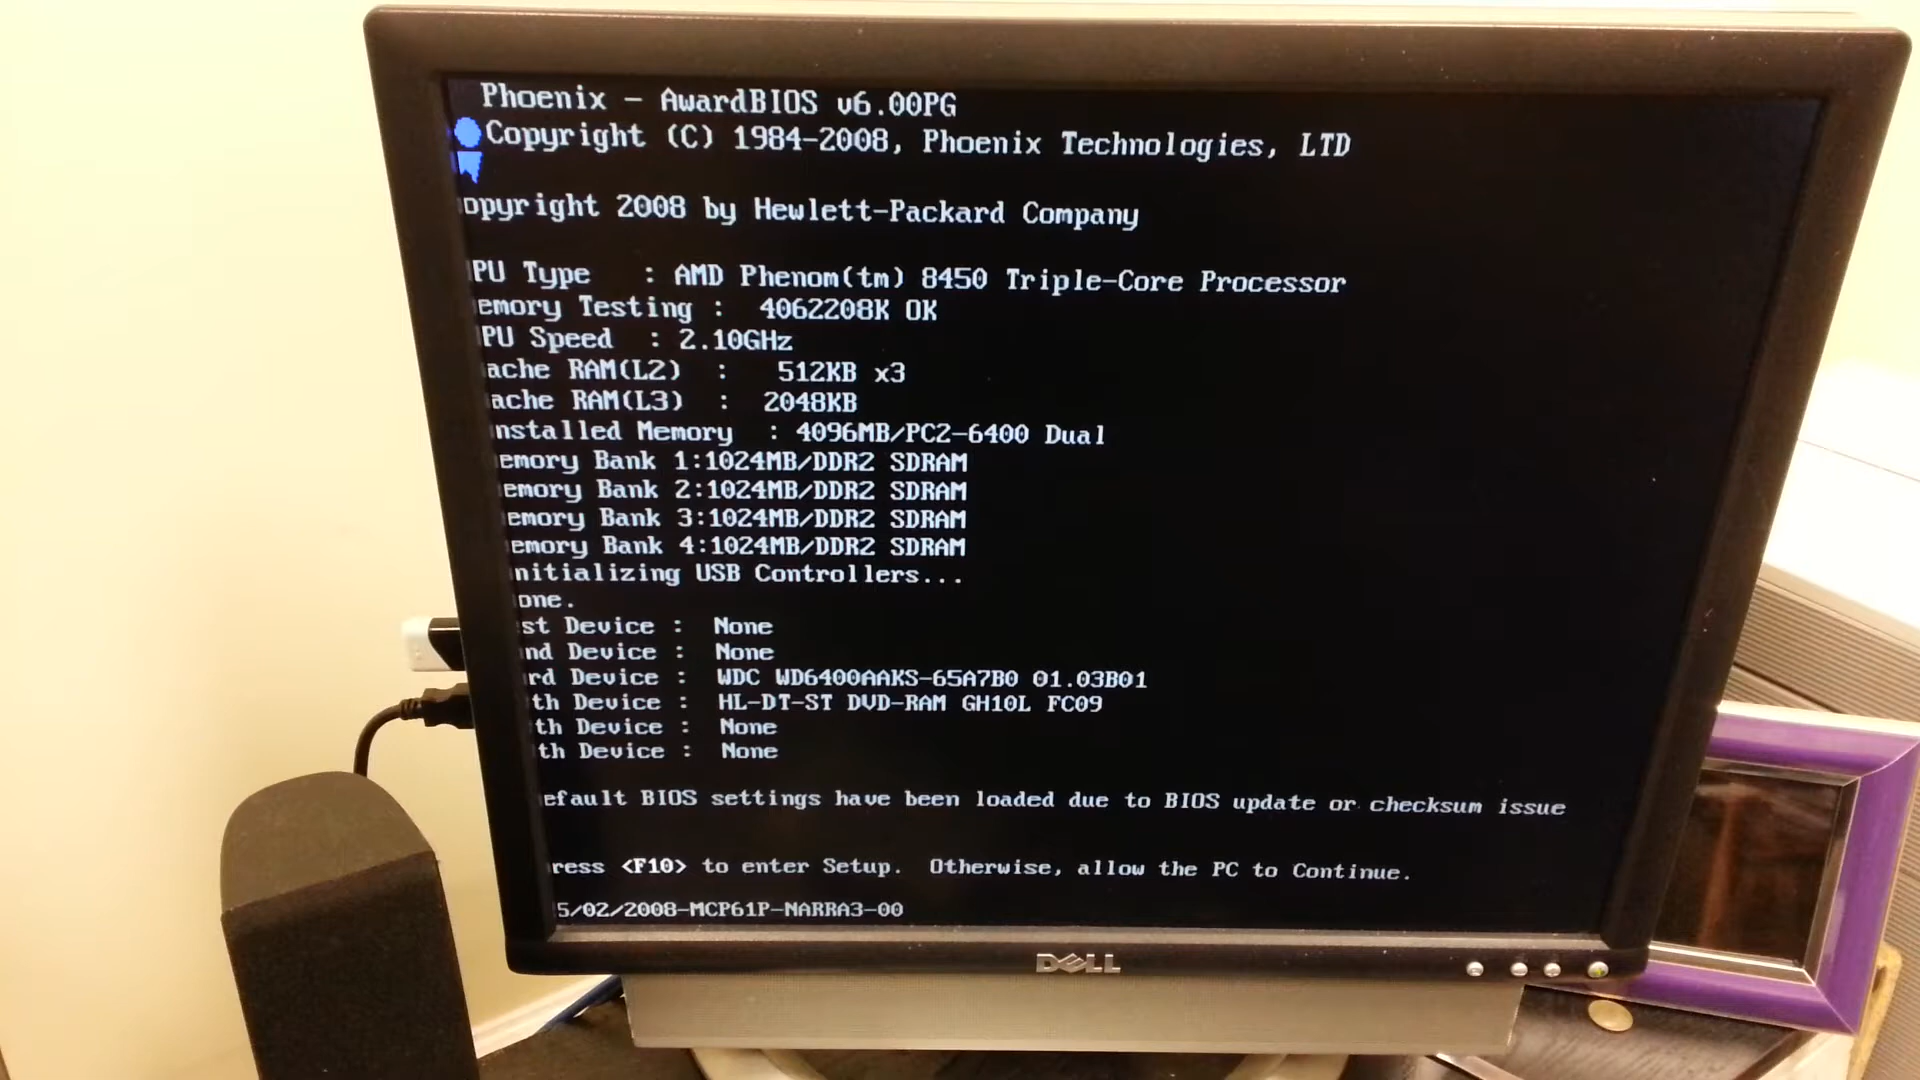 Phoenix - AwardBIOS v6.00PG
Copyright (C) 1984-2008, Phoenix Technologies, LTD
opyright 2008 by Hewlett-Packard Company
PU Type : AMD Phenom(tm) 8450 Triple-Core Processor
emory Testing : 4062208K OK
PU Speed : 2.10GHz
ache RAM(L2) : 512KB x3
ache RAM(L3) : 2048KB
nstalled Memory : 4096MB/PC2-6400 Dual
emory Bank 1:1024MB/DDR2 SDRAM
emory Bank 2:1024MB/DDR2 SDRAM
emory Bank 3:1024MB/DDR2 SDRAM
emory Bank 4:1024MB/DDR2 SDRAM
nitializing USB Controllers...
one.
st Device : None
nd Device : None
rd Device : WDC WD6400AAKS-65A7B0 01.03B01
th Device : HL-DT-ST DVD-RAM GH10L FC09
th Device : None
th Device : None
efault BIOS settings have been loaded due to BIOS update or checksum issue
ress <F10> to enter Setup. Otherwise, allow the PC to Continue.
5/02/2008-MCP61P-NARRA3-00
DELL